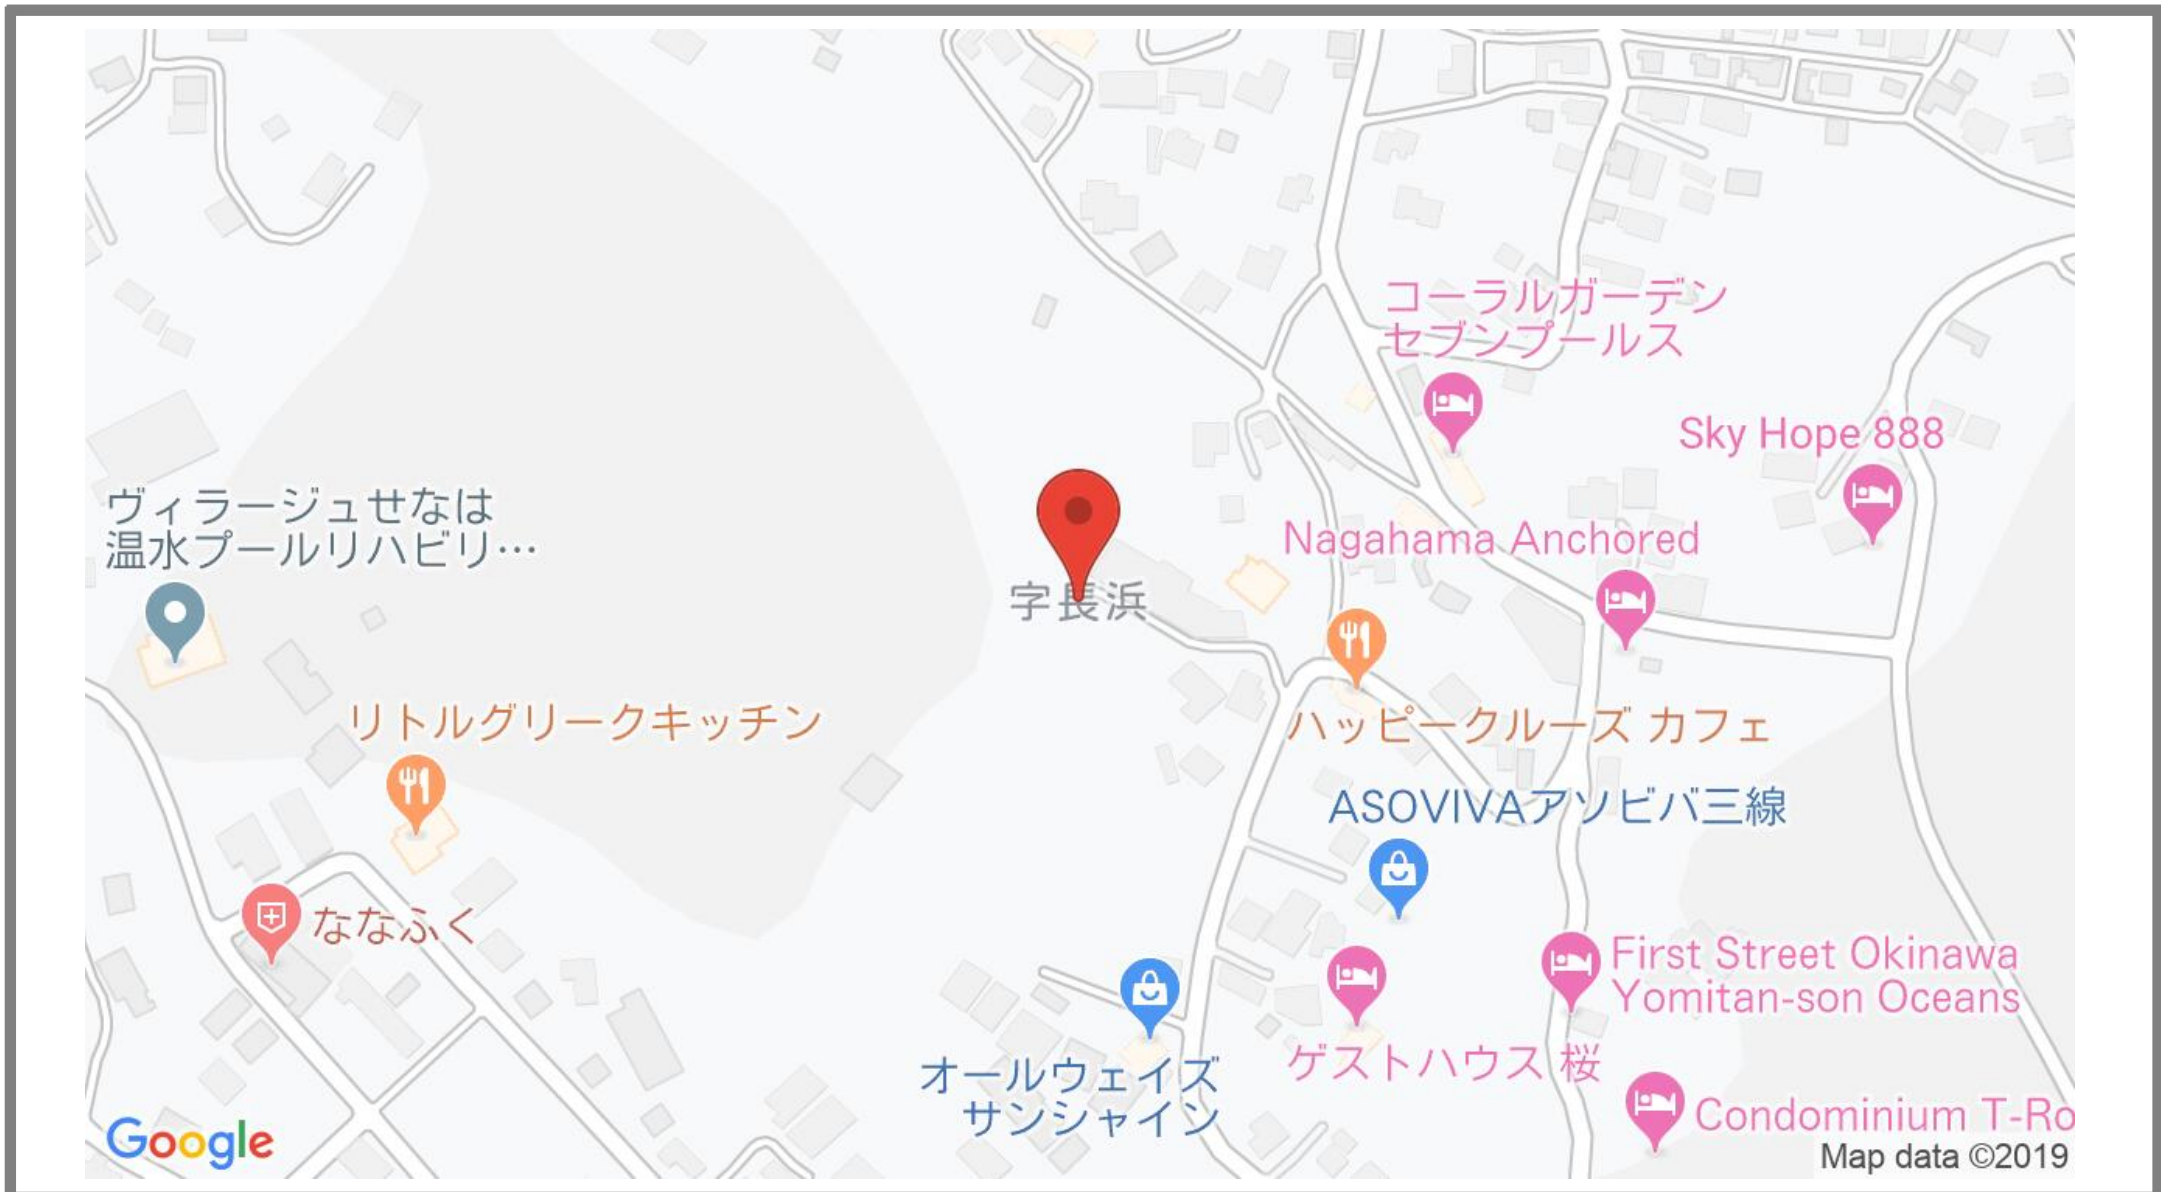 コーラルガーデン
セブンプールス
Sky Hope 888
ヴィラージュせなは
温水プールリハビリ…
Nagahama Anchored
字長浜
リトルグリークキッチン
ハッピークルーズ カフェ
ASOVIVAアソビバ三線
ななふく
First Street Okinawa
Yomitan-son Oceans
オールウェイズ
サンシャイン
ゲストハウス 桜
Condominium T-Ro
Google
Map data ©2019